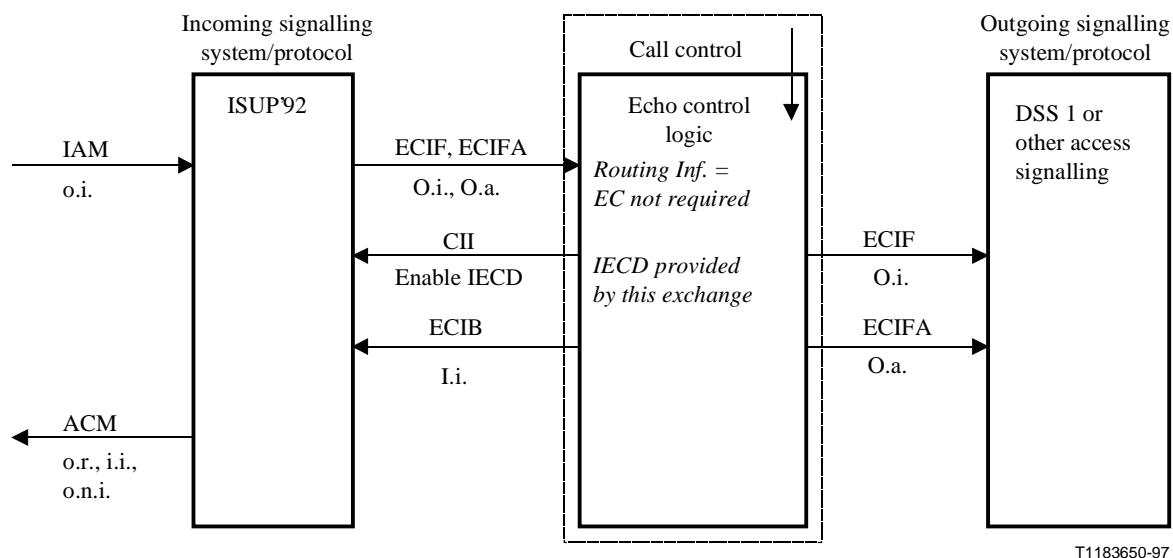 Incoming signalling
system/protocol
Call control
Outgoing signalling
system/protocol
ISUP'92
Echo control
logic
DSS 1 or
other access
signalling
IAM
o.i.
ECIF, ECIFA
O.i., O.a.
Routing Inf. =
EC not required
CII
Enable IECD
IECD provided
by this exchange
ECIF
O.i.
ECIB
I.i.
ECIFA
O.a.
ACM
o.r., i.i.,
o.n.i.
T1183650-97